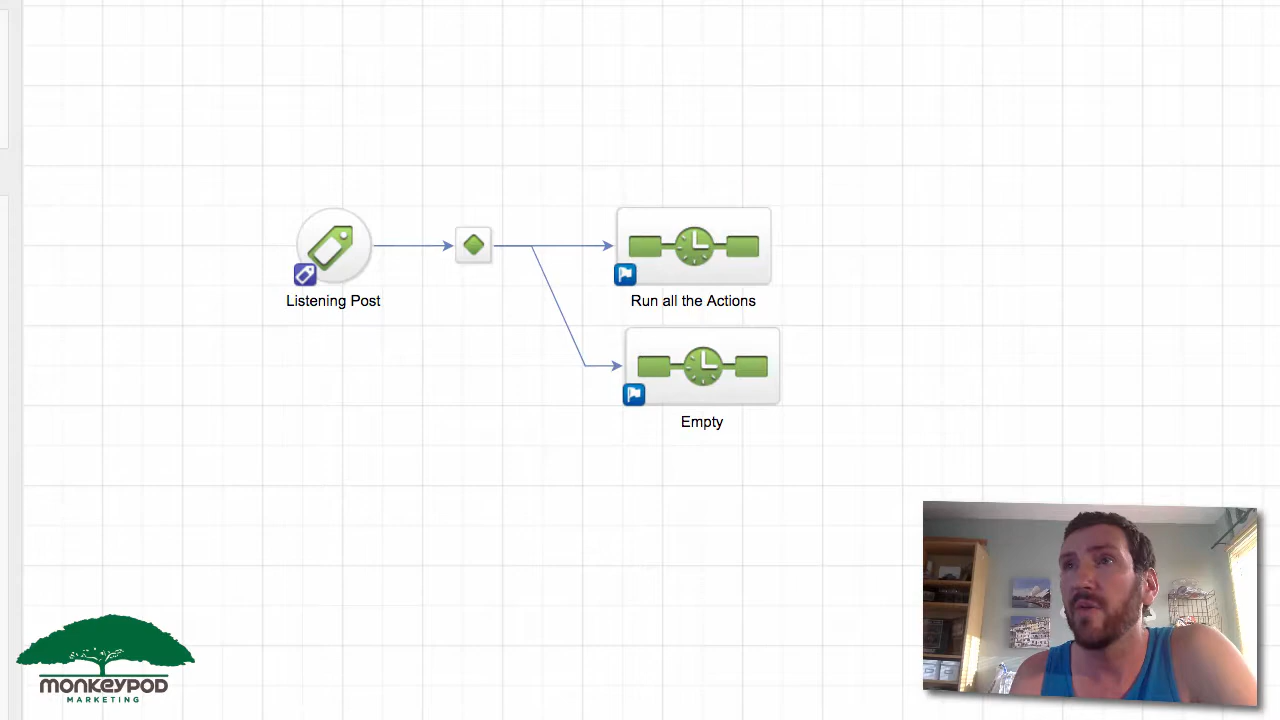 Listening Post
Run all the Actions
Empty
MONKEYPOD
MARKETING